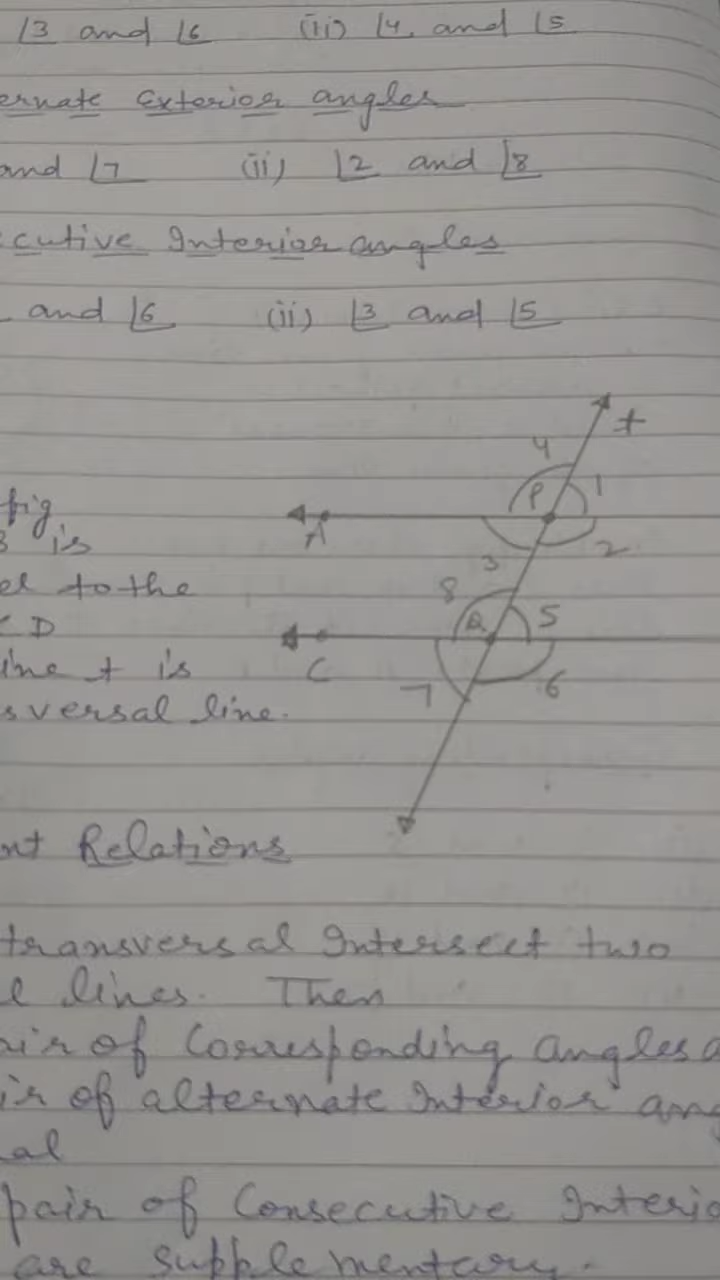 ∠3 and ∠6 (ii) ∠4 and ∠5
ernate Exterior angles
and ∠7 (ii) ∠2 and ∠8
cutive Interior angles
and ∠6 (ii) ∠3 and ∠5
t
4
P 1
fig
A
is
3 2
el to the
8
D
Q 5
ine t is
C
7 6
sversal line.
nt Relations
transversal Intersect two
l lines. Then
air of Corresponding angles a
ir of alternate Interior ang
al
pair of Consecutive Interio
are supplementary.